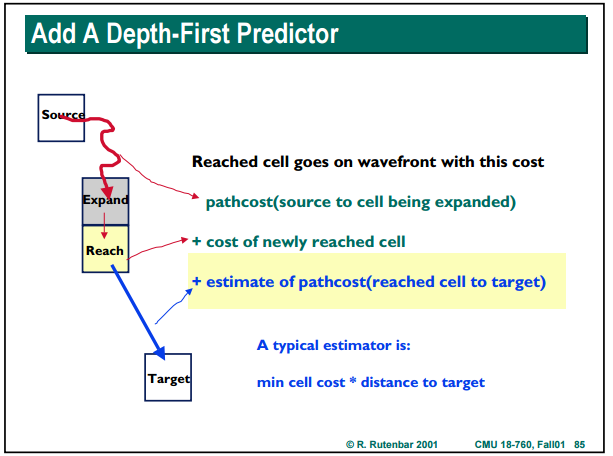 Add A Depth-First Predictor
Source
Reached cell goes on wavefront with this cost
Expand
pathcost(source to cell being expanded)
Reach
+ cost of newly reached cell
+ estimate of pathcost(reached cell to target)
A typical estimator is:
Target
min cell cost * distance to target
© R. Rutenbar 2001 CMU 18-760, Fall01 85